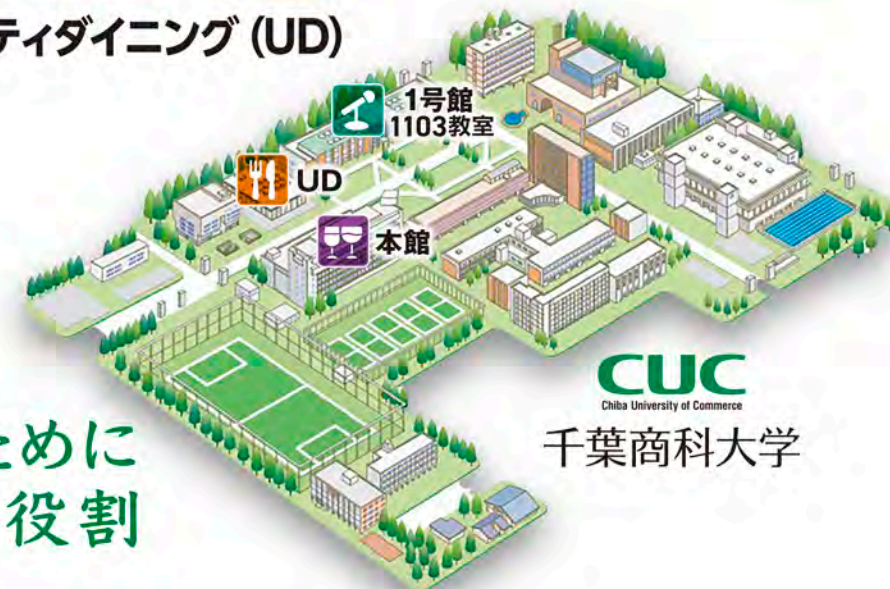 ティダイニング (UD)
1号館
1103教室
UD
本館
CUC
Chiba University of Commerce
千葉商科大学
ために
役割